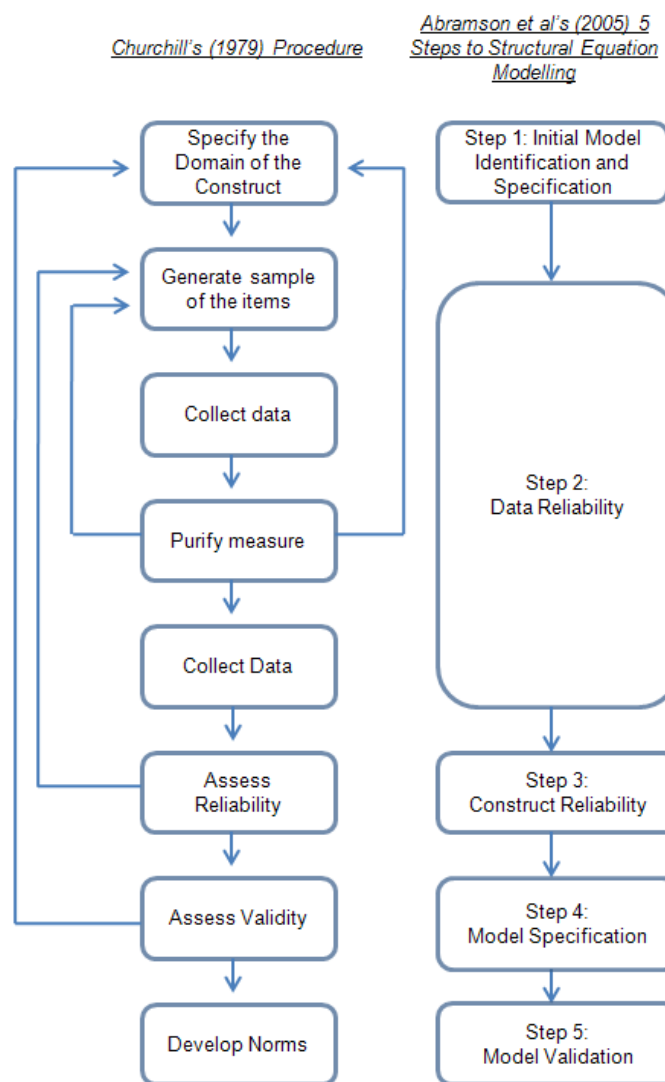 Churchill's (1979) Procedure
Abramson et al's (2005) 5
Steps to Structural Equation
Modelling
Specify the
Domain of the
Construct
Step 1: Initial Model
Identification and
Specification
Generate sample
of the items
Collect data
Step 2:
Data Reliability
Purify measure
Collect Data
Assess
Reliability
Step 3:
Construct Reliability
Assess Validity
Step 4:
Model Specification
Develop Norms
Step 5:
Model Validation